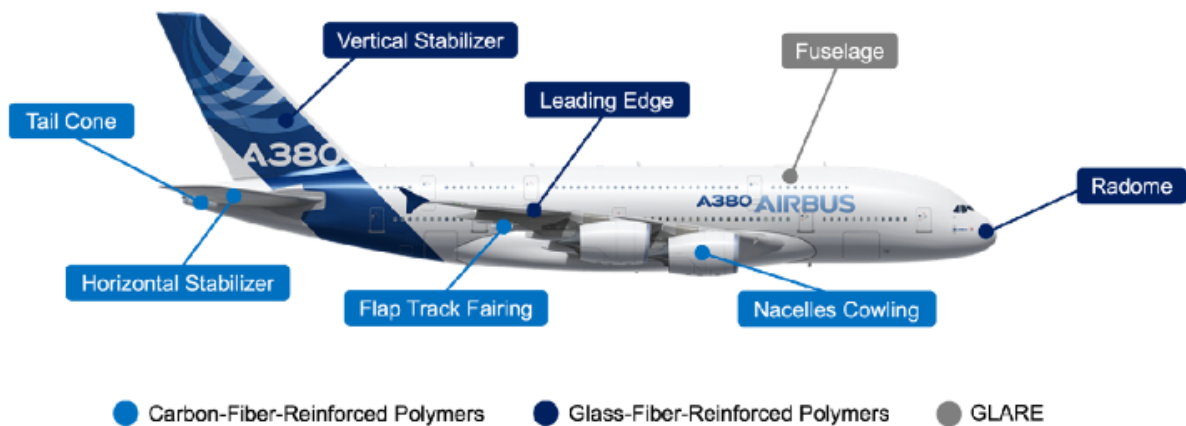 Vertical Stabilizer
Fuselage
Leading Edge
Tail Cone
A380
Radome
A380 AIRBUS
Horizontal Stabilizer
Flap Track Fairing
Nacelles Cowling
Carbon-Fiber-Reinforced Polymers
Glass-Fiber-Reinforced Polymers
GLARE